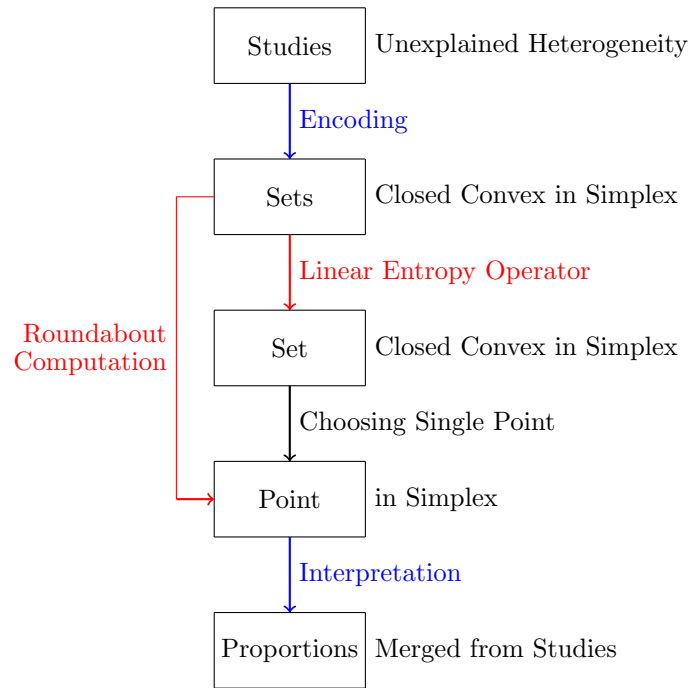 Studies Unexplained Heterogeneity
Encoding
Sets Closed Convex in Simplex
Linear Entropy Operator
Roundabout
Computation
Set Closed Convex in Simplex
Choosing Single Point
Point in Simplex
Interpretation
Proportions Merged from Studies